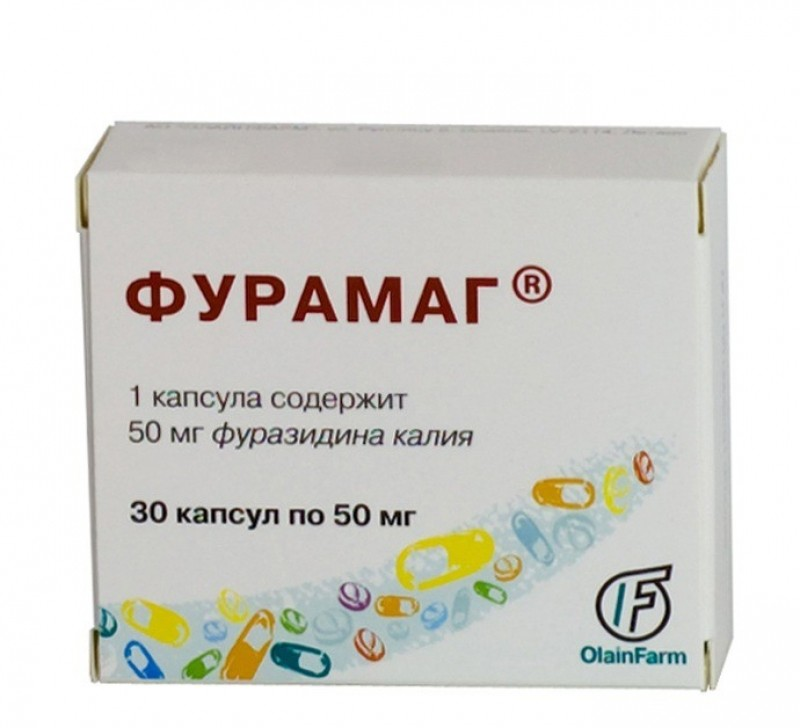 ФУРАМАГ®
1 капсула содержит
50 мг фуразидина калия
30 капсул по 50 мг
OlainFarm